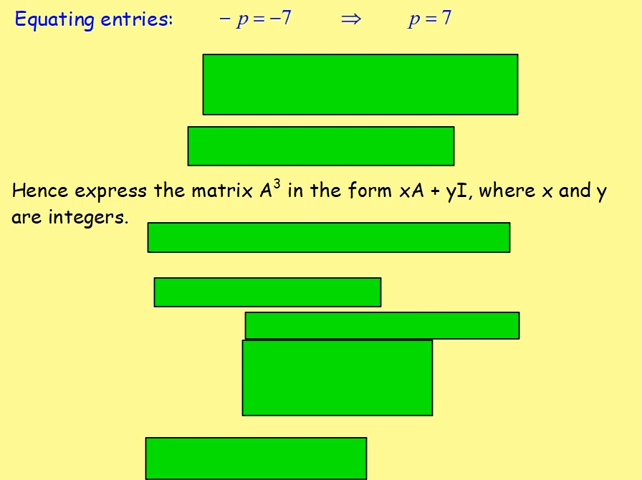 Equating entries: − p = −7 ⇒ p = 7
Hence express the matrix A³ in the form xA + yI, where x and y
are integers.